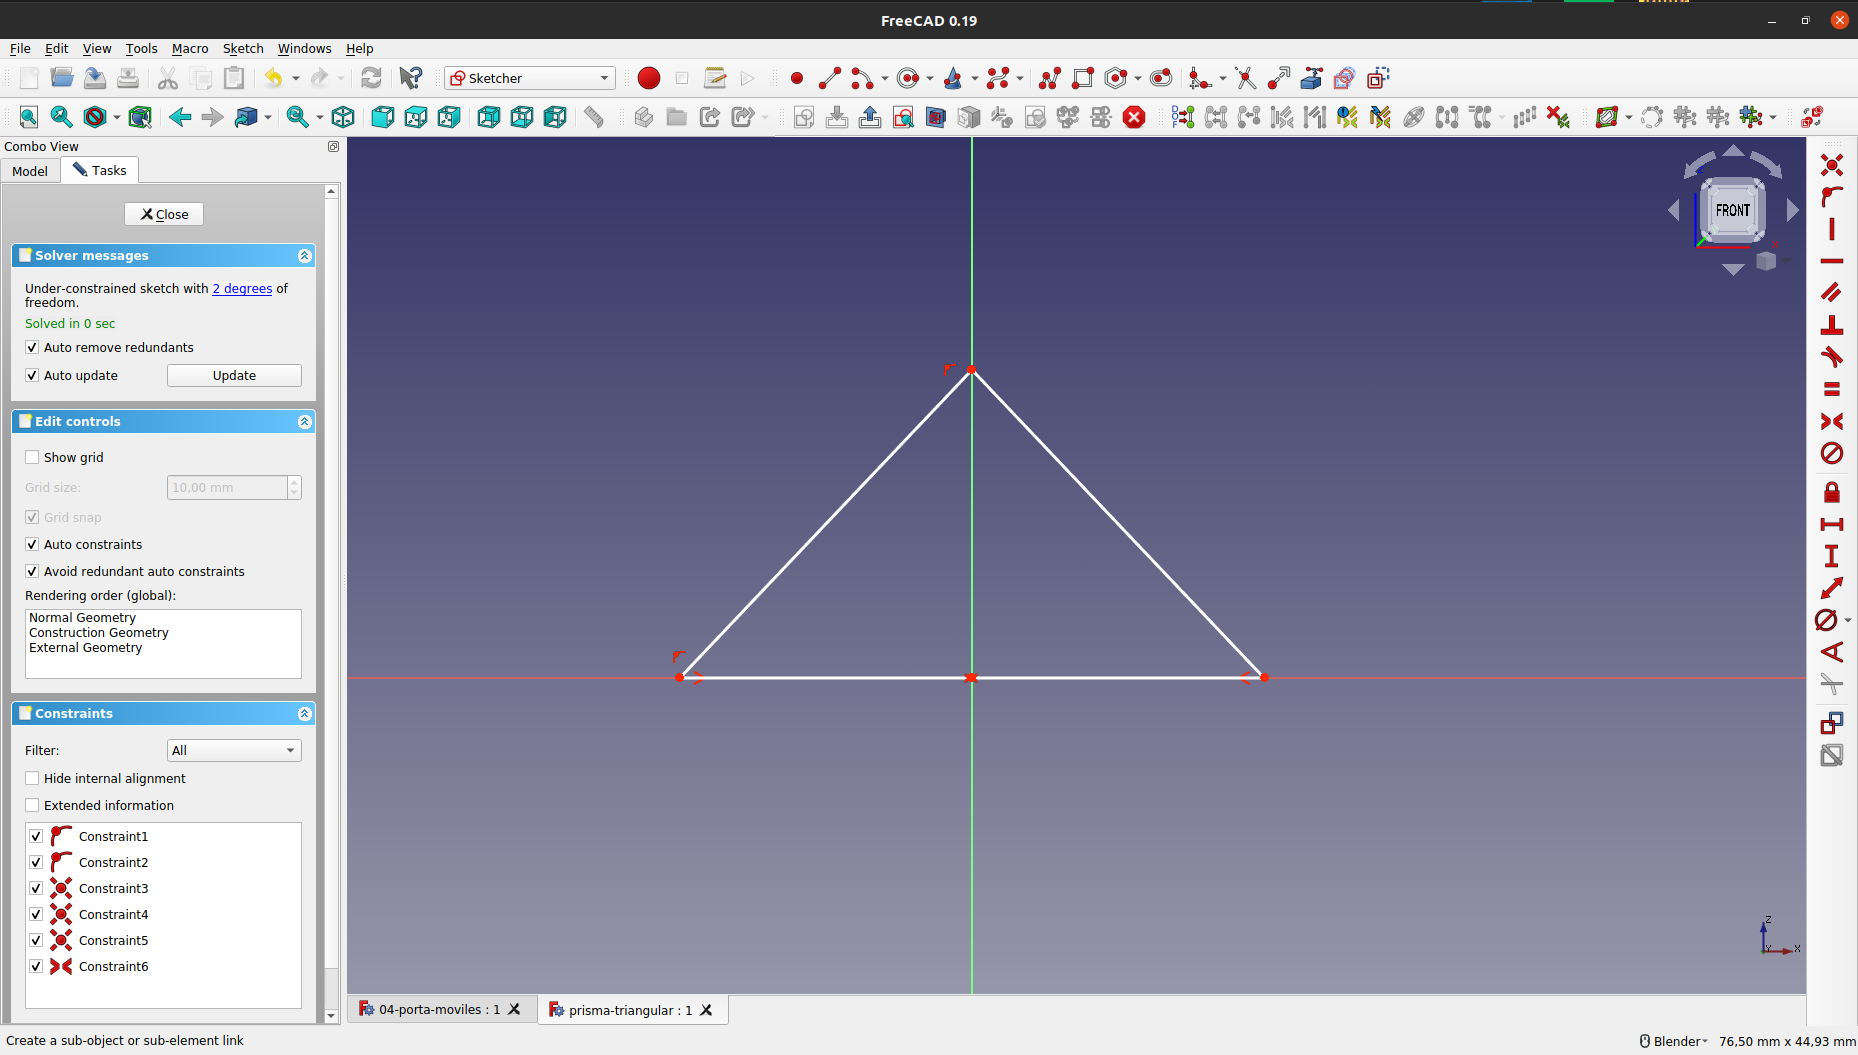 FreeCAD 0.19
File Edit View Tools Macro Sketch Windows Help
Sketcher
Combo View
Model Tasks
Close
Solver messages
Under-constrained sketch with 2 degrees of
freedom.
Solved in 0 sec
Auto remove redundants
Auto update Update
Edit controls
Show grid
Grid size: 10,00 mm
Grid snap
Auto constraints
Avoid redundant auto constraints
Rendering order (global):
Normal Geometry
Construction Geometry
External Geometry
Constraints
Filter: All
Hide internal alignment
Extended information
Constraint1
Constraint2
Constraint3
Constraint4
Constraint5
Constraint6
FRONT
Z
Y X
04-porta-moviles : 1 prisma-triangular : 1
Create a sub-object or sub-element link
Blender 76,50 mm x 44,93 mm